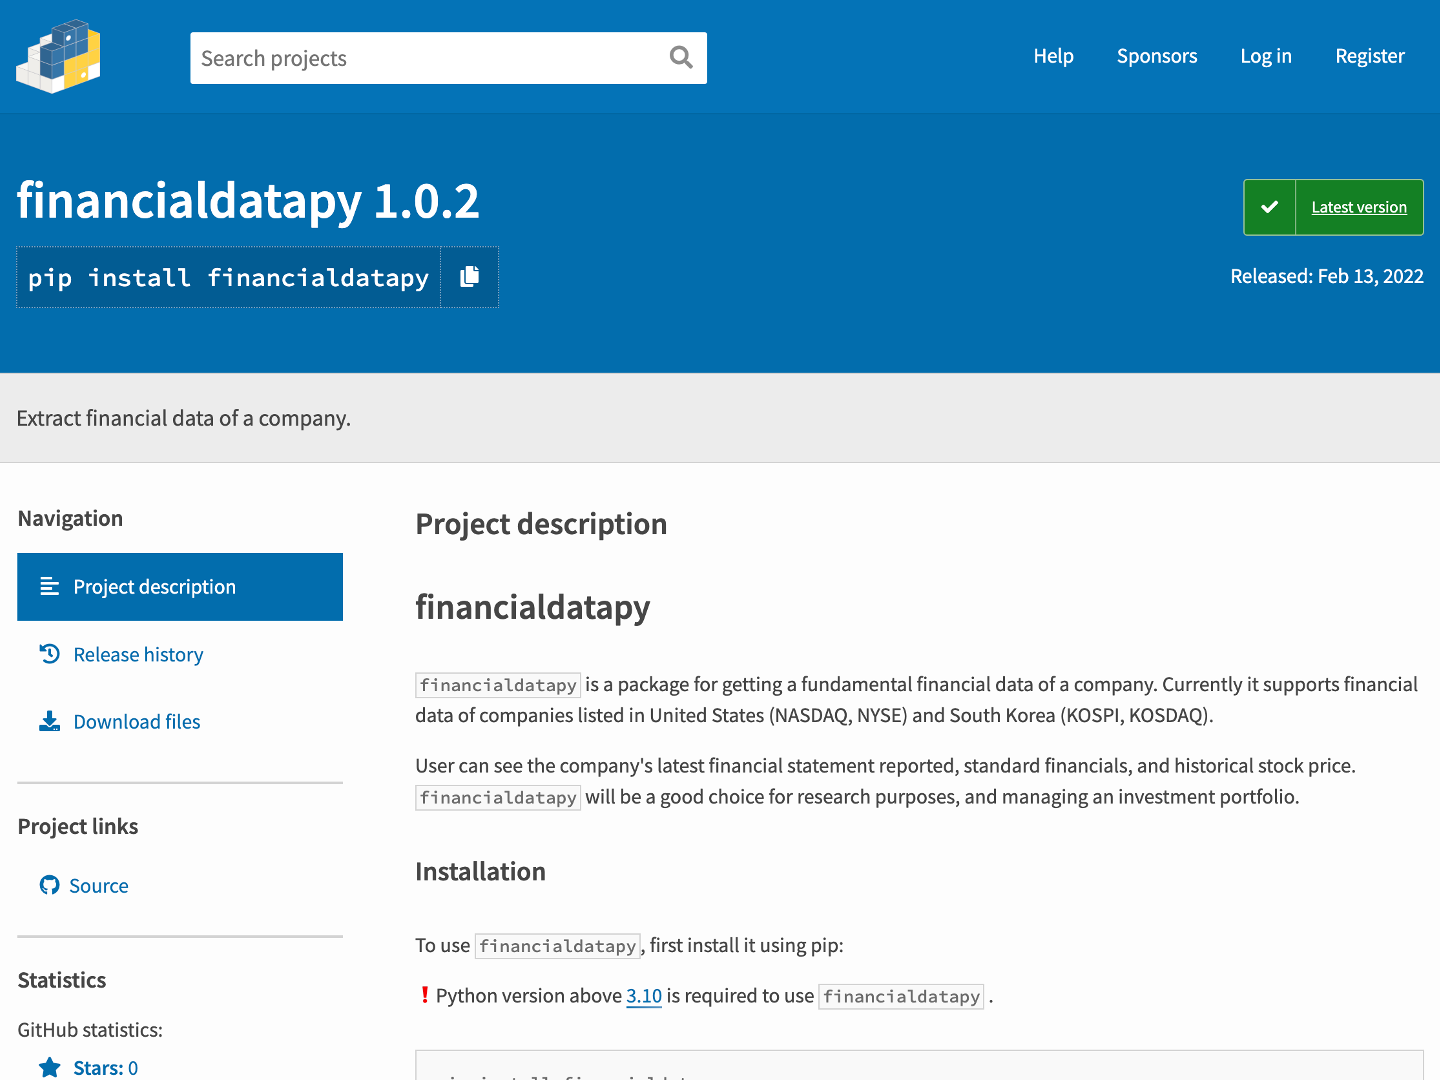 Search projects
Help
Sponsors
Log in
Register
financialdatapy 1.0.2
pip install financialdatapy
Latest version
Released: Feb 13, 2022
Extract financial data of a company.
Navigation
Project description
Release history
Download files
Project links
Source
Statistics
GitHub statistics:
Stars: 0
Project description
financialdatapy
financialdatapy is a package for getting a fundamental financial data of a company. Currently it supports financial
data of companies listed in United States (NASDAQ, NYSE) and South Korea (KOSPI, KOSDAQ).
User can see the company's latest financial statement reported, standard financials, and historical stock price.
financialdatapy will be a good choice for research purposes, and managing an investment portfolio.
Installation
To use financialdatapy, first install it using pip:
❗ Python version above 3.10 is required to use financialdatapy .